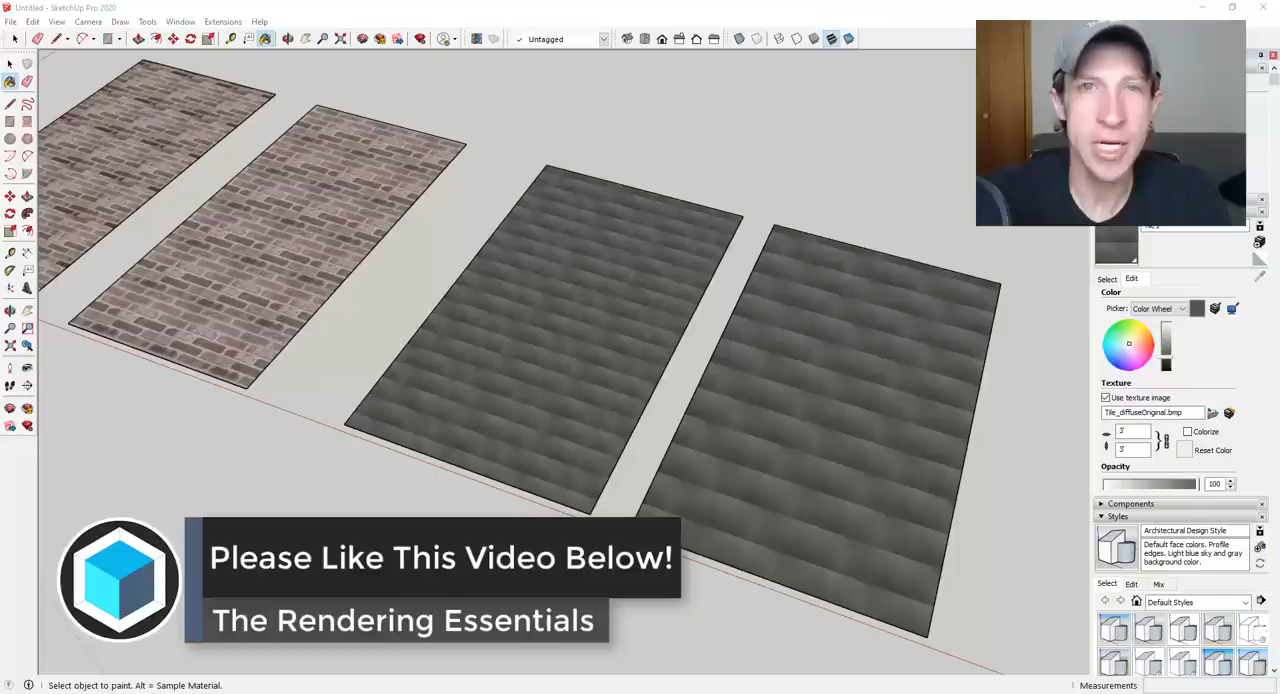 Untitled - SketchUp Pro 2020
File Edit View Camera Draw Tools Window Extensions Help
Untagged
Select Edit
Color
Picker: Color Wheel
Texture
Use texture image
Tile_diffuseOriginal.bmp
3'
Colorize
3'
Reset Color
Opacity
100
Components
Styles
Architectural Design Style
Default face colors. Profile
edges. Light blue sky and gray
background color.
Select Edit Mix
Default Styles
Please Like This Video Below!
The Rendering Essentials
Select object to paint. Alt = Sample Material.
Measurements